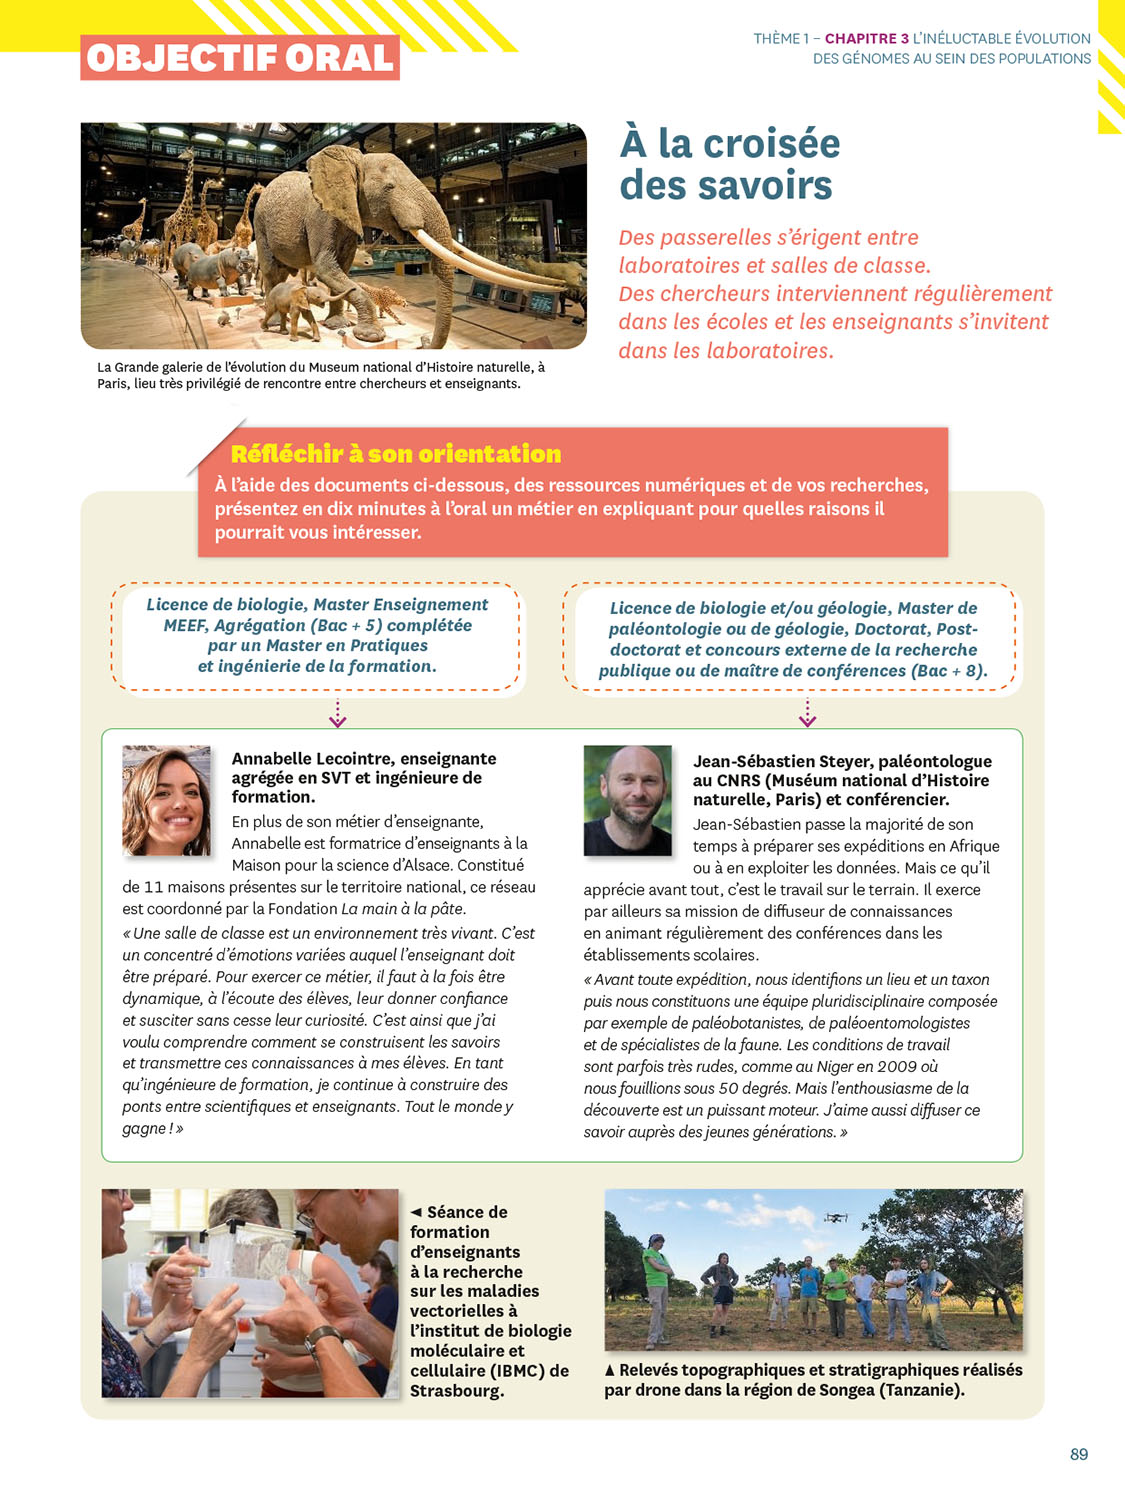 OBJECTIF ORAL
THÈME 1 – CHAPITRE 3 L'INÉLUCTABLE ÉVOLUTION
DES GÉNOMES AU SEIN DES POPULATIONS
À la croisée
des savoirs
Des passerelles s'érigent entre
laboratoires et salles de classe.
Des chercheurs interviennent régulièrement
dans les écoles et les enseignants s'invitent
dans les laboratoires.
La Grande galerie de l'évolution du Museum national d'Histoire naturelle, à
Paris, lieu très privilégié de rencontre entre chercheurs et enseignants.
Réfléchir à son orientation
À l'aide des documents ci-dessous, des ressources numériques et de vos recherches,
présentez en dix minutes à l'oral un métier en expliquant pour quelles raisons il
pourrait vous intéresser.
Licence de biologie, Master Enseignement
MEEF, Agrégation (Bac + 5) complétée
par un Master en Pratiques
et ingénierie de la formation.
Licence de biologie et/ou géologie, Master de
paléontologie ou de géologie, Doctorat, Post-
doctorat et concours externe de la recherche
publique ou de maître de conférences (Bac + 8).
Annabelle Lecointre, enseignante
agrégée en SVT et ingénieure de
formation.
En plus de son métier d'enseignante,
Annabelle est formatrice d'enseignants à la
Maison pour la science d'Alsace. Constitué
de 11 maisons présentes sur le territoire national, ce réseau
est coordonné par la Fondation La main à la pâte.
« Une salle de classe est un environnement très vivant. C'est
un concentré d'émotions variées auquel l'enseignant doit
être préparé. Pour exercer ce métier, il faut à la fois être
dynamique, à l'écoute des élèves, leur donner confiance
et susciter sans cesse leur curiosité. C'est ainsi que j'ai
voulu comprendre comment se construisent les savoirs
et transmettre ces connaissances à mes élèves. En tant
qu'ingénieure de formation, je continue à construire des
ponts entre scientifiques et enseignants. Tout le monde y
gagne ! »
Jean-Sébastien Steyer, paléontologue
au CNRS (Muséum national d'Histoire
naturelle, Paris) et conférencier.
Jean-Sébastien passe la majorité de son
temps à préparer ses expéditions en Afrique
ou à en exploiter les données. Mais ce qu'il
apprécie avant tout, c'est le travail sur le terrain. Il exerce
par ailleurs sa mission de diffuseur de connaissances
en animant régulièrement des conférences dans les
établissements scolaires.
« Avant toute expédition, nous identifions un lieu et un taxon
puis nous constituons une équipe pluridisciplinaire composée
par exemple de paléobotanistes, de paléoentomologistes
et de spécialistes de la faune. Les conditions de travail
sont parfois très rudes, comme au Niger en 2009 où
nous fouillions sous 50 degrés. Mais l'enthousiasme de la
découverte est un puissant moteur. J'aime aussi diffuser ce
savoir auprès des jeunes générations. »
◄ Séance de
formation
d'enseignants
à la recherche
sur les maladies
vectorielles à
l'institut de biologie
moléculaire et
cellulaire (IBMC) de
Strasbourg.
▲ Relevés topographiques et stratigraphiques réalisés
par drone dans la région de Songea (Tanzanie).
89